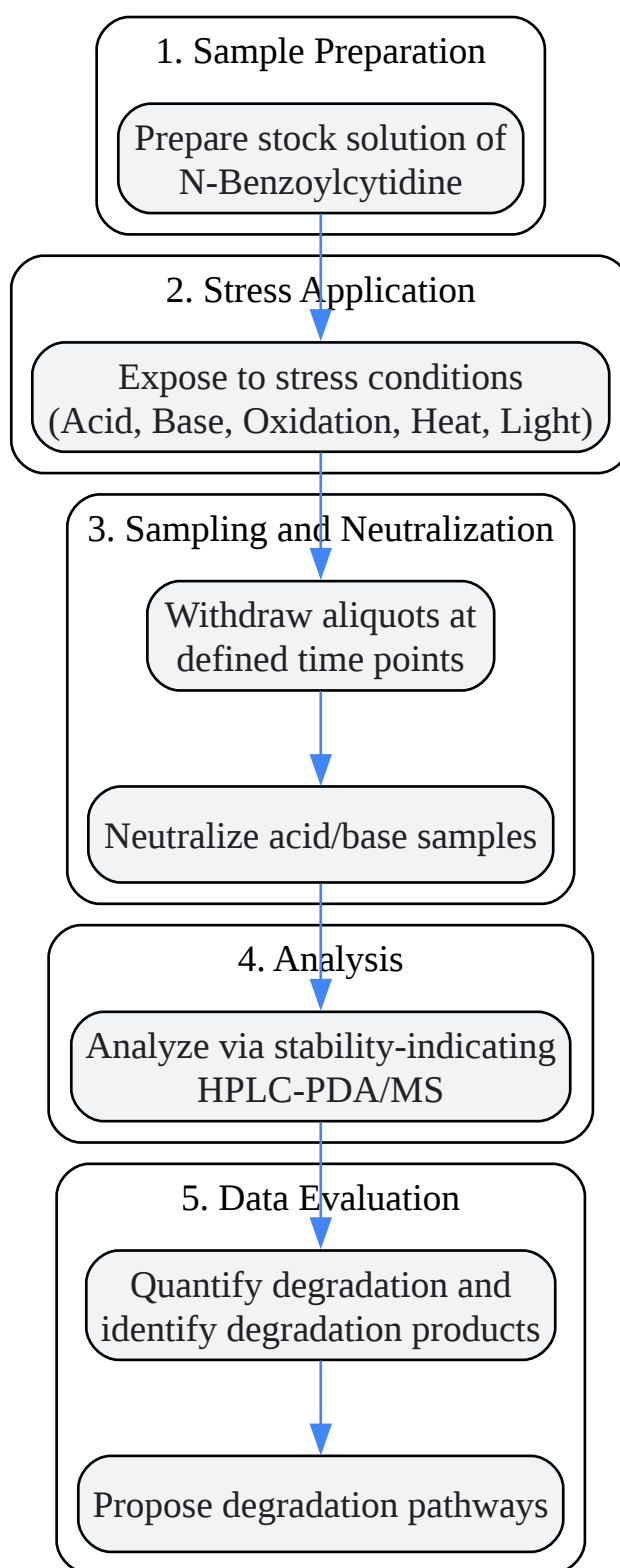 1. Sample Preparation
Prepare stock solution of
N-Benzoylcytidine
2. Stress Application
Expose to stress conditions
(Acid, Base, Oxidation, Heat, Light)
3. Sampling and Neutralization
Withdraw aliquots at
defined time points
Neutralize acid/base samples
4. Analysis
Analyze via stability-indicating
HPLC-PDA/MS
5. Data Evaluation
Quantify degradation and
identify degradation products
Propose degradation pathways